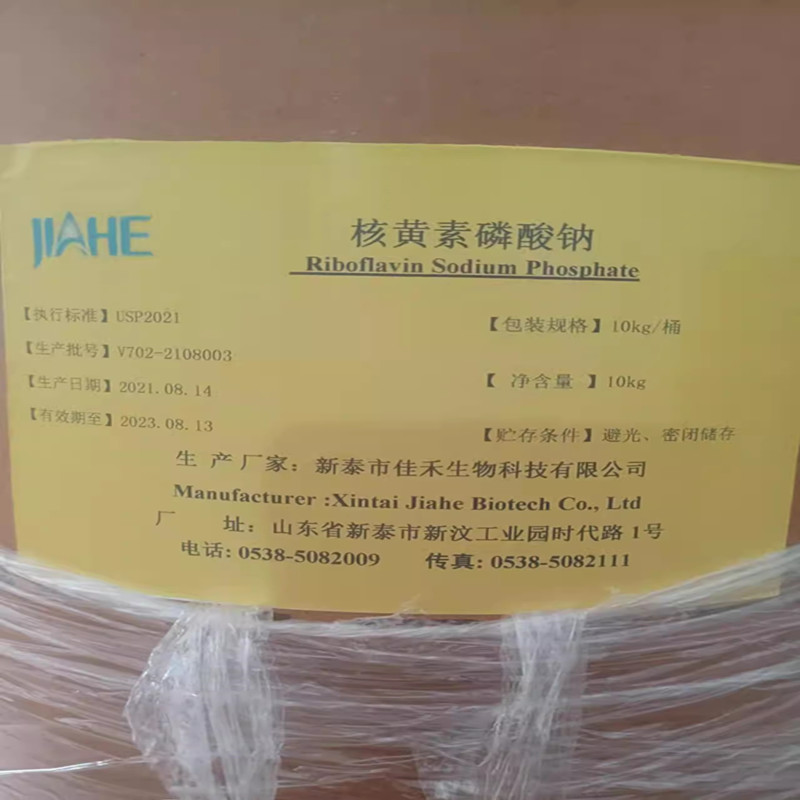 JIAHE
核黄素磷酸钠
Riboflavin Sodium Phosphate
【执行标准】USP2021
【包装规格】10kg/桶
【生产批号】V702-2108003
【生产日期】2021.08.14
【 净含量 】10kg
【有效期至】2023.08.13
【贮存条件】避光、密闭储存
生 产 厂 家：新泰市佳禾生物科技有限公司
Manufacturer :Xintai Jiahe Biotech Co., Ltd
厂 址：山东省新泰市新汶工业园时代路 1号
电话: 0538-5082009 传真: 0538-5082111